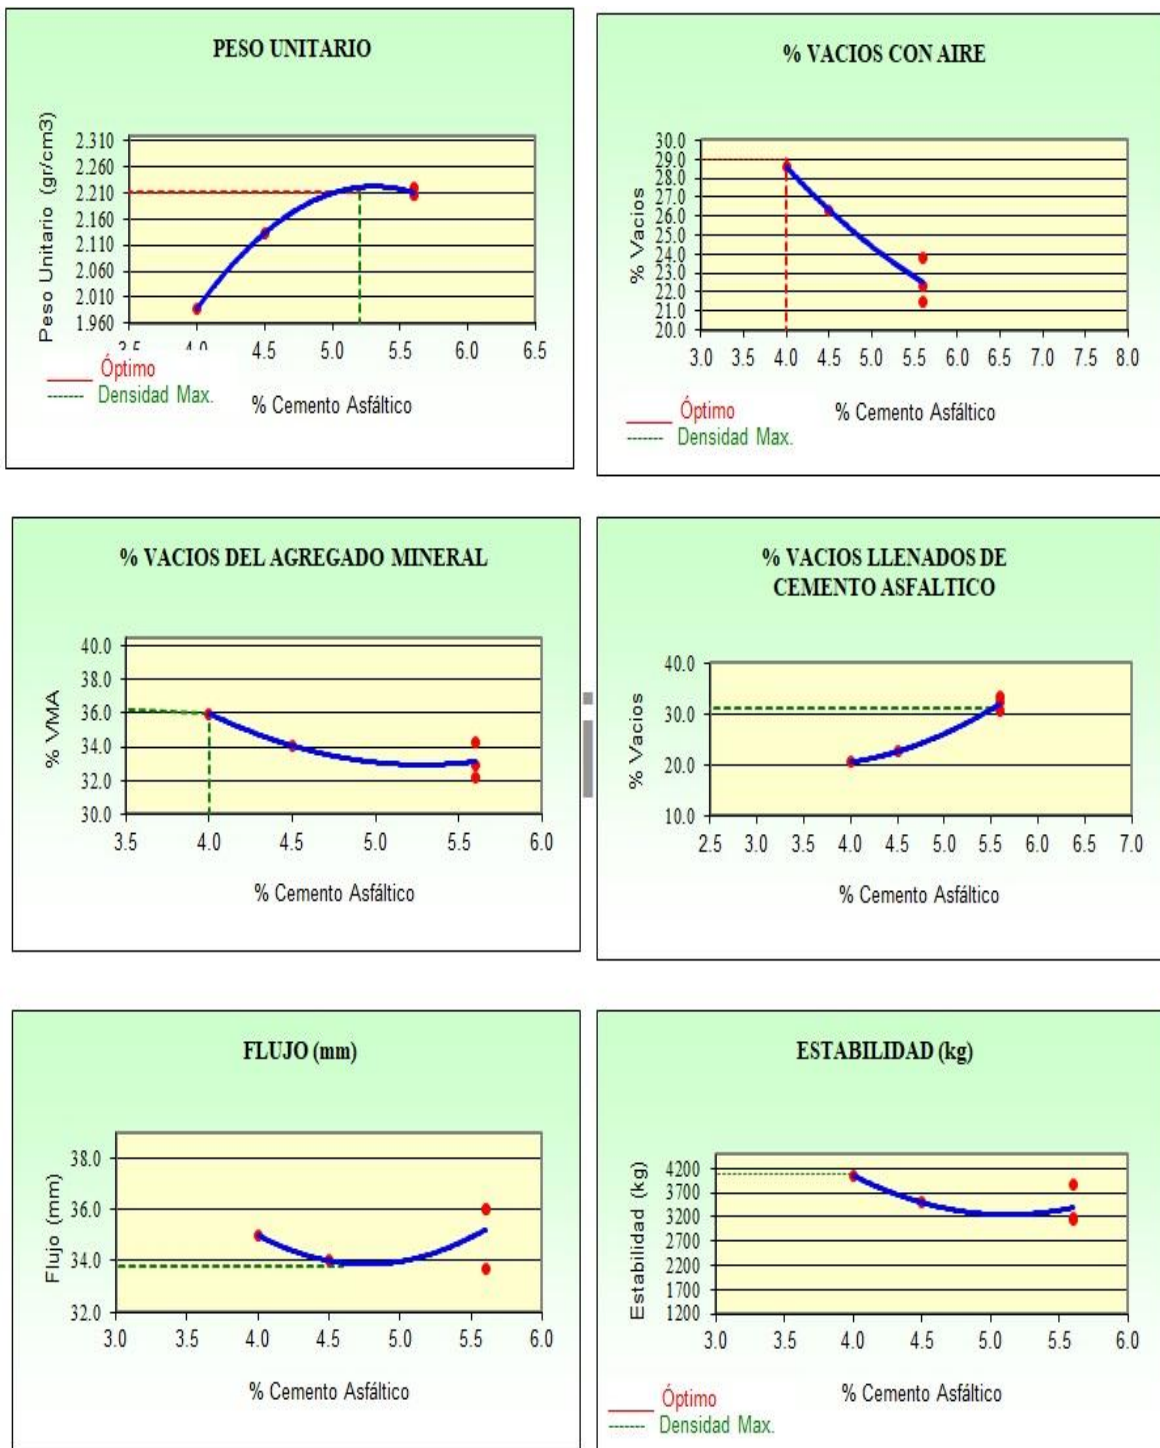 PESO UNITARIO
Peso Unitario (gr/cm3)
2.310
2.260
2.210
2.160
2.110
2.060
2.010
1.960
4.5 5.0 5.5 6.0 6.5
Óptimo
Densidad Max.
% Cemento Asfáltico
% VACIOS CON AIRE
% Vacios
30.0
29.0
28.0
27.0
26.0
25.0
24.0
23.0
22.0
21.0
20.0
3.0 3.5 4.0 4.5 5.0 5.5 6.0 6.5 7.0 7.5 8.0
Óptimo
Densidad Max.
% Cemento Asfáltico
% VACIOS DEL AGREGADO MINERAL
% VMA
40.0
38.0
36.0
34.0
32.0
30.0
3.5 4.0 4.5 5.0 5.5 6.0
% Cemento Asfáltico
% VACIOS LLENADOS DE
CEMENTO ASFALTICO
% Vacios
40.0
30.0
20.0
10.0
2.5 3.0 3.5 4.0 4.5 5.0 5.5 6.0 6.5 7.0
% Cemento Asfáltico
FLUJO (mm)
Flujo (mm)
38.0
36.0
34.0
32.0
3.0 3.5 4.0 4.5 5.0 5.5 6.0
% Cemento Asfáltico
ESTABILIDAD (kg)
Estabilidad (kg)
4200
3700
3200
2700
2200
1700
1200
3.0 3.5 4.0 4.5 5.0 5.5 6.0
Óptimo
Densidad Max.
% Cemento Asfáltico